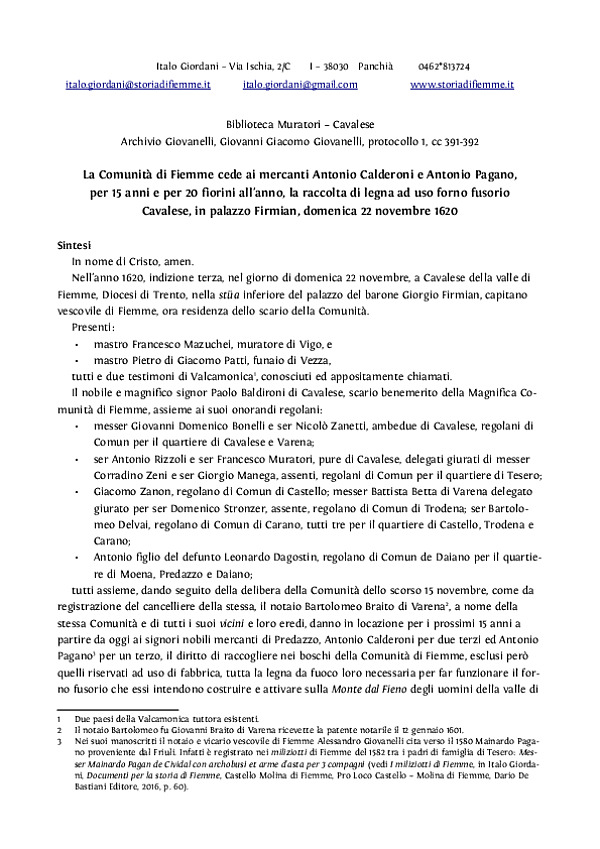 Italo Giordani – Via Ischia, 2/C I – 38030 Panchià 0462*813724
italo.giordani@storiadifiemme.it italo.giordani@gmail.com www.storiadifiemme.it
Biblioteca Muratori – Cavalese
Archivio Giovanelli, Giovanni Giacomo Giovanelli, protocollo 1, cc 391-392
La Comunità di Fiemme cede ai mercanti Antonio Calderoni e Antonio Pagano,
per 15 anni e per 20 fiorini all'anno, la raccolta di legna ad uso forno fusorio
Cavalese, in palazzo Firmian, domenica 22 novembre 1620
Sintesi
In nome di Cristo, amen.
Nell'anno 1620, indizione terza, nel giorno di domenica 22 novembre, a Cavalese della valle di
Fiemme, Diocesi di Trento, nella stüa inferiore del palazzo del barone Giorgio Firmian, capitano
vescovile di Fiemme, ora residenza dello scario della Comunità.
Presenti:
• mastro Francesco Mazuchei, muratore di Vigo, e
• mastro Pietro di Giacomo Patti, funaio di Vezza,
tutti e due testimoni di Valcamonica¹, conosciuti ed appositamente chiamati.
Il nobile e magnifico signor Paolo Baldironi di Cavalese, scario benemerito della Magnifica Co-
munità di Fiemme, assieme ai suoi onorandi regolani:
• messer Giovanni Domenico Bonelli e ser Nicolò Zanetti, ambedue di Cavalese, regolani di
Comun per il quartiere di Cavalese e Varena;
• ser Antonio Rizzoli e ser Francesco Muratori, pure di Cavalese, delegati giurati di messer
Corradino Zeni e ser Giorgio Manega, assenti, regolani di Comun per il quartiere di Tesero;
• Giacomo Zanon, regolano di Comun di Castello; messer Battista Betta di Varena delegato
giurato per ser Domenico Stronzer, assente, regolano di Comun di Trodena; ser Bartolo-
meo Delvai, regolano di Comun di Carano, tutti tre per il quartiere di Castello, Trodena e
Carano;
• Antonio figlio del defunto Leonardo Dagostin, regolano di Comun de Daiano per il quartie-
re di Moena, Predazzo e Daiano;
tutti assieme, dando seguito della delibera della Comunità dello scorso 15 novembre, come da
registrazione del cancelliere della stessa, il notaio Bartolomeo Braito di Varena², a nome della
stessa Comunità e di tutti i suoi vicini e loro eredi, danno in locazione per i prossimi 15 anni a
partire da oggi ai signori nobili mercanti di Predazzo, Antonio Calderoni per due terzi ed Antonio
Pagano³ per un terzo, il diritto di raccogliere nei boschi della Comunità di Fiemme, esclusi però
quelli riservati ad uso di fabbrica, tutta la legna da fuoco loro necessaria per far funzionare il for-
no fusorio che essi intendono costruire e attivare sulla Monte dal Fieno degli uomini della valle di
1 Due paesi della Valcamonica tuttora esistenti.
2 Il notaio Bartolomeo fu Giovanni Braito di Varena ricevette la patente notarile il 12 gennaio 1601.
3 Nei suoi manoscritti il notaio e vicario vescovile di Fiemme Alessandro Giovanelli cita verso il 1580 Mainardo Paga-
no proveniente dal Friuli. Infatti è registrato nei miliziotti di Fiemme del 1582 tra i padri di famiglia di Tesero: Mes-
ser Mainardo Pagan de Cividal con archobusi et arme d'asta per 3 compagni (vedi I miliziotti di Fiemme, in Italo Giorda-
ni, Documenti per la storia di Fiemme, Castello Molina di Fiemme, Pro Loco Castello – Molina di Fiemme, Dario De
Bastiani Editore, 2016, p. 60).